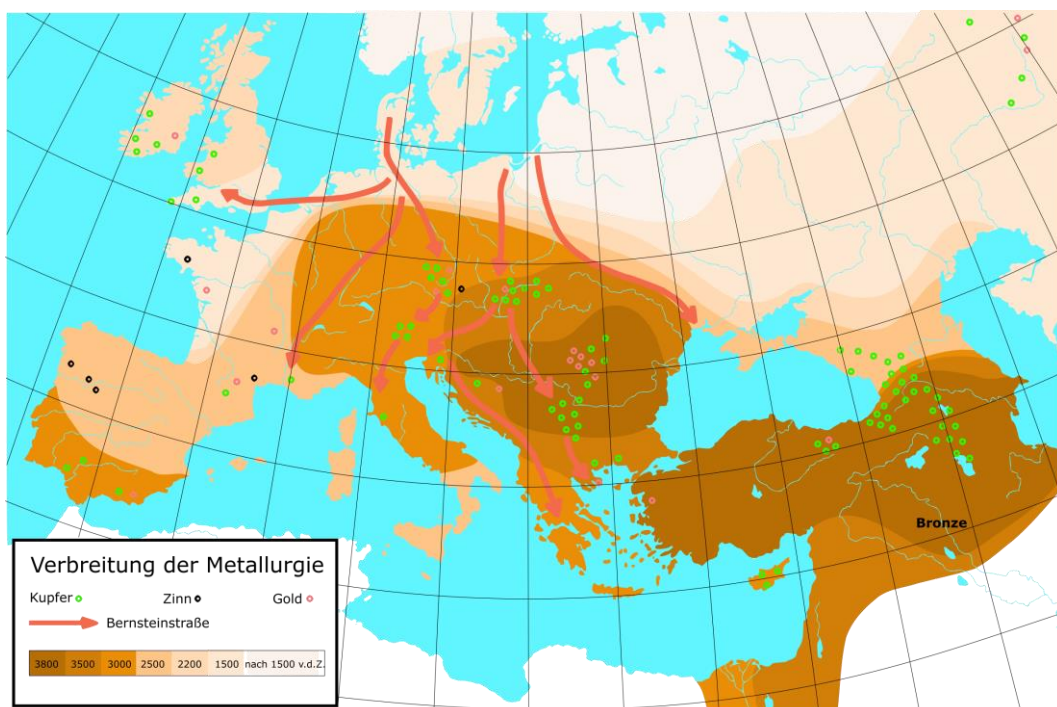 Bronze
Verbreitung der Metallurgie
Kupfer Zinn Gold
Bernsteinstraße
3800 3500 3000 2500 2200 1500 nach 1500 v.d.Z.